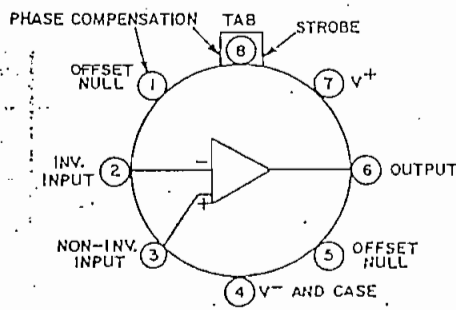 PHASE COMPENSATION
TAB
STROBE
8
OFFSET
NULL
1
7
V+
INV.
INPUT
2
−
6
OUTPUT
+
NON-INV.
INPUT
3
5
OFFSET
NULL
4
V− AND CASE